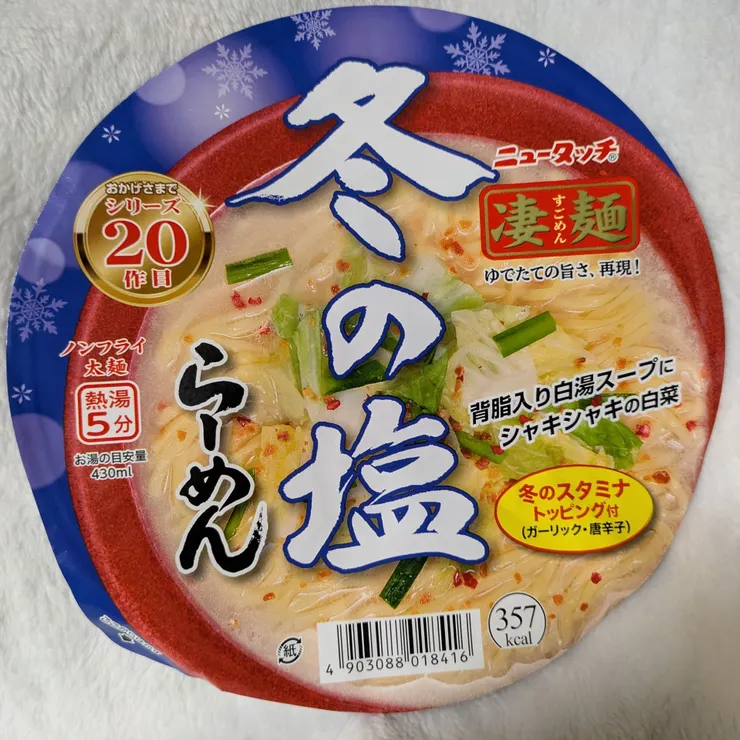 冬の塩
らーめん
ニュータッチ®
凄麺
すごめん
ゆでたての旨さ、再現!
おかげさまで
シリーズ
20
作目
ノンフライ
太麺
熱湯
5分
お湯の目安量
430ml
背脂入り白湯スープに
シャキシャキの白菜
冬のスタミナ
トッピング付
(ガーリック・唐辛子)
357
kcal
紙
4 903088 018416